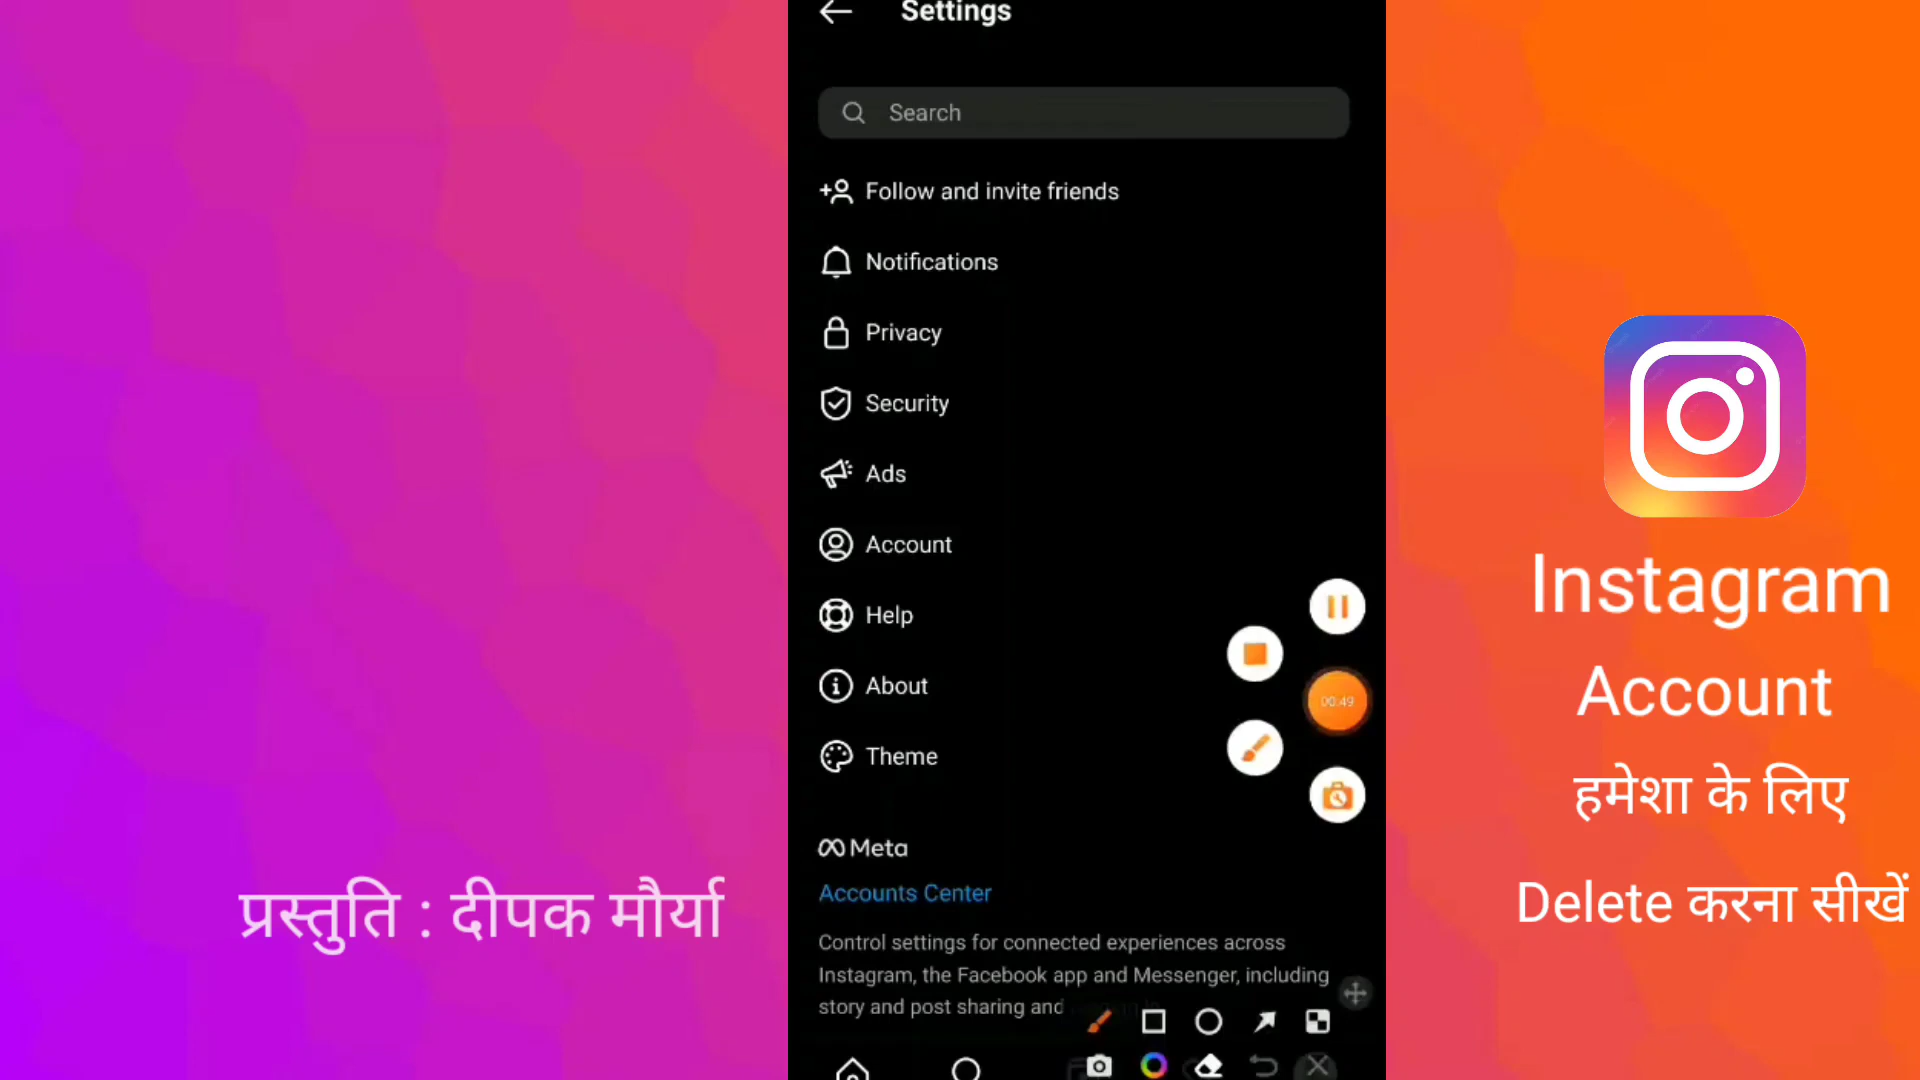 Settings
Search
Follow and invite friends
Notifications
Privacy
Security
Ads
Account
Help
About
Theme
00:49
Meta
Accounts Center
Control settings for connected experiences across
Instagram, the Facebook app and Messenger, including
story and post sharing and
प्रस्तुति : दीपक मौर्या
Instagram
Account
हमेशा के लिए
Delete करना सीखें